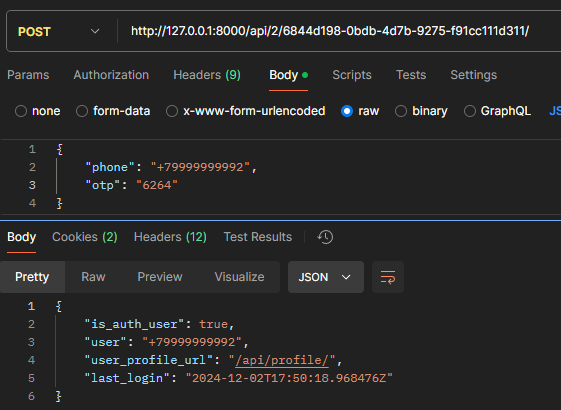 POST http://127.0.0.1:8000/api/2/6844d198-0bdb-4d7b-9275-f91cc111d311/
Params Authorization Headers (9) Body Scripts Tests Settings
none form-data x-www-form-urlencoded raw binary GraphQL JS
1 {
2 "phone": "+79999999992",
3 "otp": "6264"
4 }
Body Cookies (2) Headers (12) Test Results
Pretty Raw Preview Visualize JSON
1 {
2 "is_auth_user": true,
3 "user": "+79999999992",
4 "user_profile_url": "/api/profile/",
5 "last_login": "2024-12-02T17:50:18.968476Z"
6 }